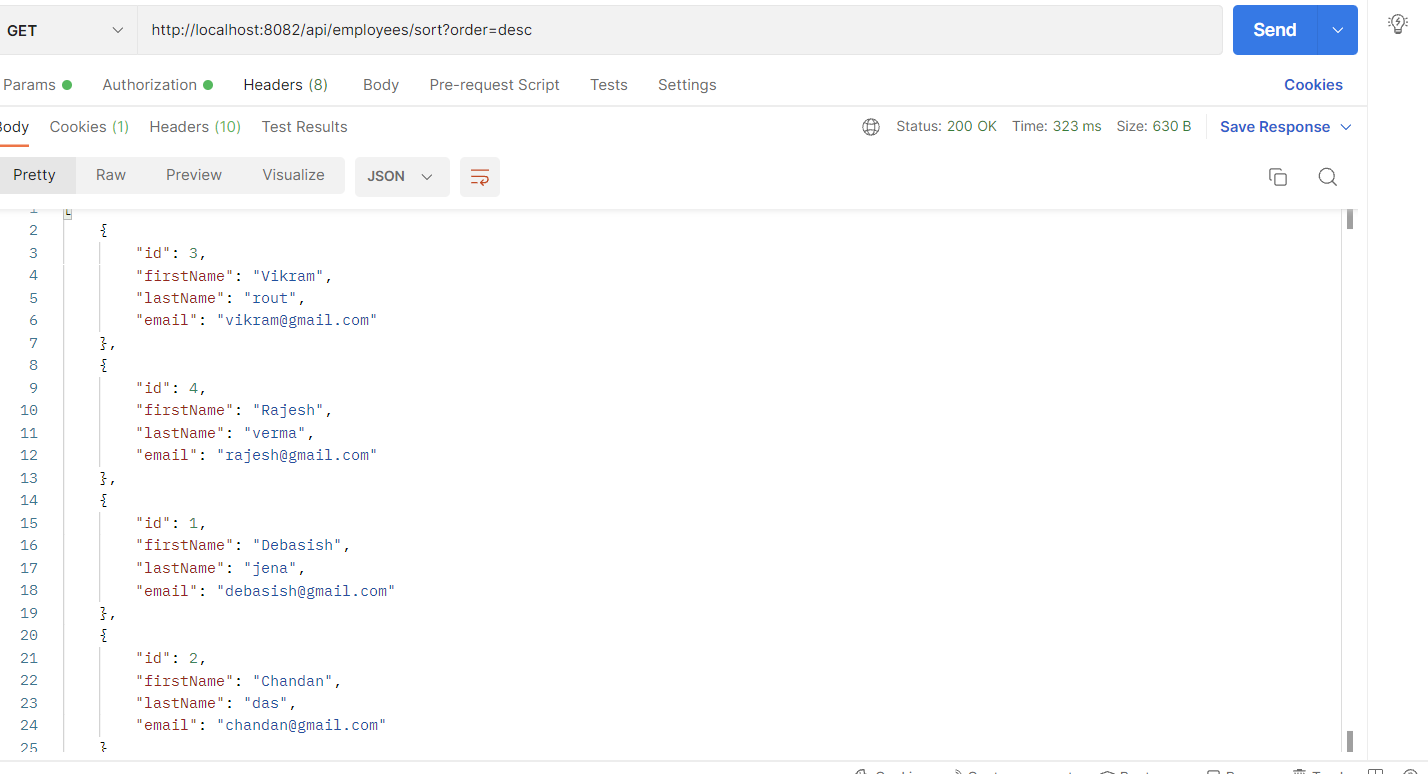 GET http://localhost:8082/api/employees/sort?order=desc Send
Params Authorization Headers (8) Body Pre-request Script Tests Settings Cookies
Body Cookies (1) Headers (10) Test Results Status: 200 OK Time: 323 ms Size: 630 B Save Response
Pretty Raw Preview Visualize JSON
1 [
2 {
3 "id": 3,
4 "firstName": "Vikram",
5 "lastName": "rout",
6 "email": "vikram@gmail.com"
7 },
8 {
9 "id": 4,
10 "firstName": "Rajesh",
11 "lastName": "verma",
12 "email": "rajesh@gmail.com"
13 },
14 {
15 "id": 1,
16 "firstName": "Debasish",
17 "lastName": "jena",
18 "email": "debasish@gmail.com"
19 },
20 {
21 "id": 2,
22 "firstName": "Chandan",
23 "lastName": "das",
24 "email": "chandan@gmail.com"
25 }